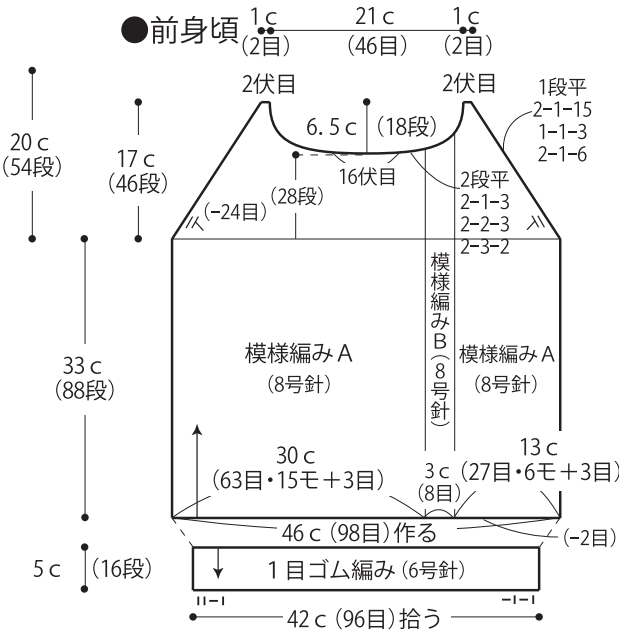 ●前身頃
1c
(2目)
21c
(46目)
1c
(2目)
2伏目
2伏目
1段平
2-1-15
1-1-3
2-1-6
20c
(54段)
17c
(46段)
6.5c (18段)
16伏目
2段平
2-1-3
2-2-3
2-3-2
(28段)
(-24目)
33c
(88段)
模様編みA
(8号針)
模様編みB(8号針)
模様編みA
(8号針)
30c
(63目・15モ+3目)
3c
(8目)
13c
(27目・6モ+3目)
46c(98目)作る
(-2目)
5c (16段)
1目ゴム編み(6号針)
42c(96目)拾う